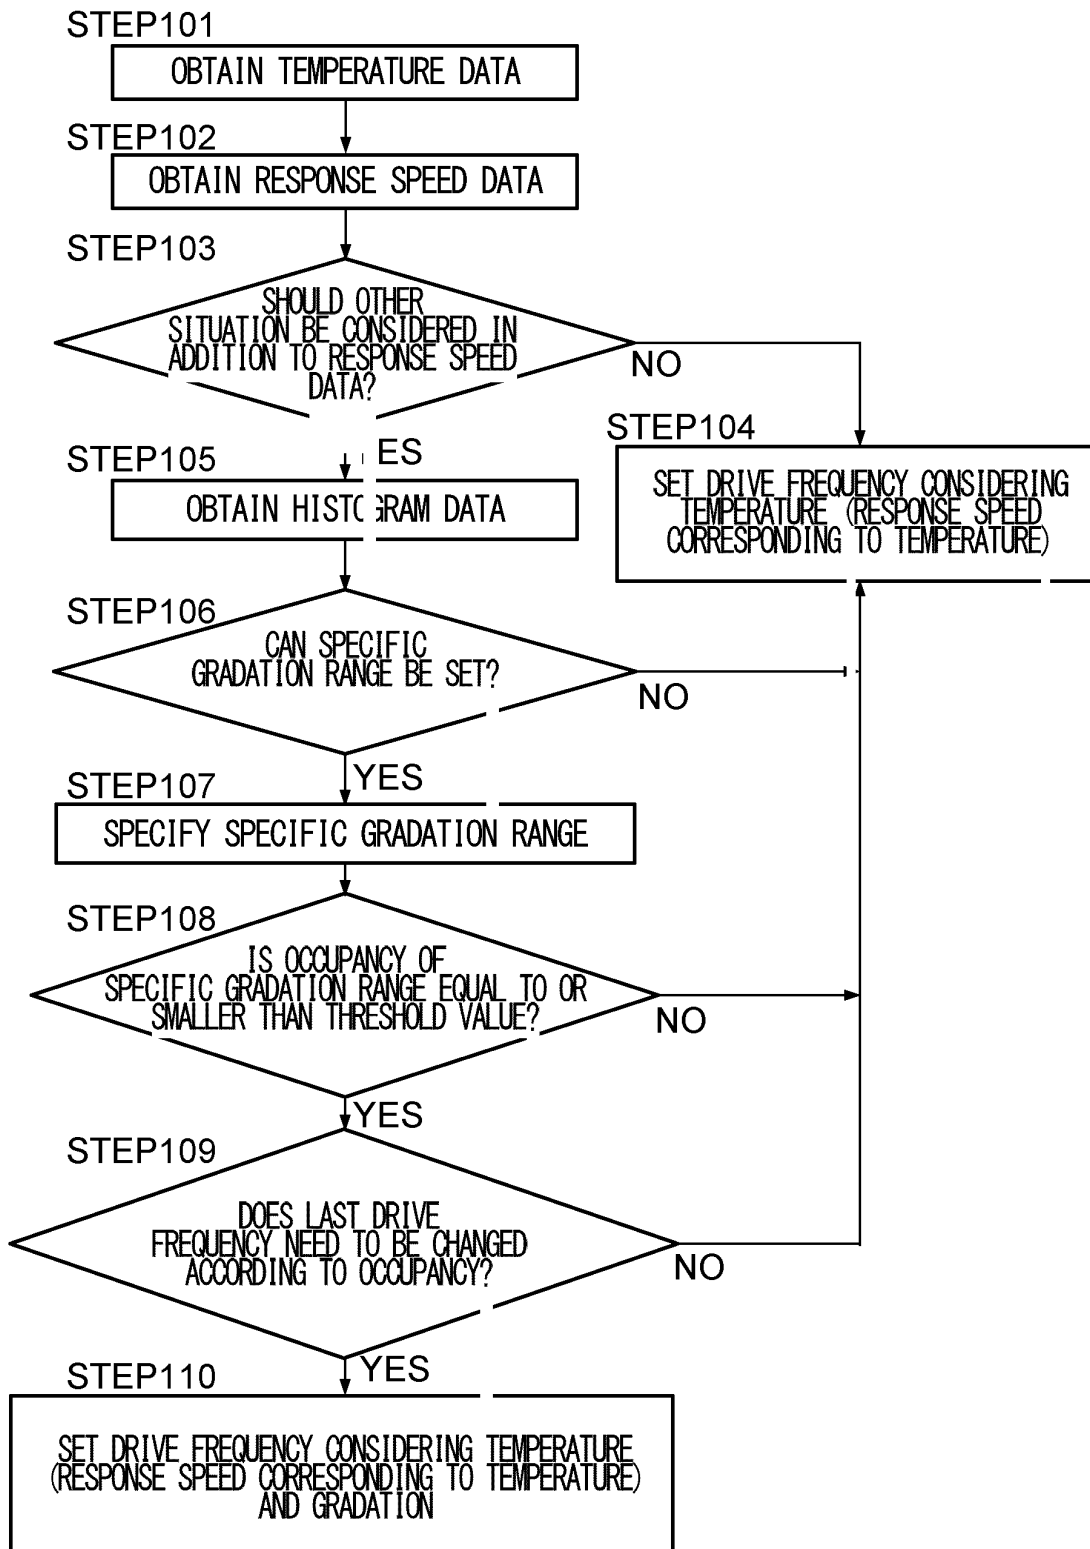 STEP101
OBTAIN TEMPERATURE DATA
STEP102
OBTAIN RESPONSE SPEED DATA
STEP103
SHOULD OTHER
SITUATION BE CONSIDERED IN
ADDITION TO RESPONSE SPEED
DATA?
NO
STEP104
SET DRIVE FREQUENCY CONSIDERING
TEMPERATURE (RESPONSE SPEED
CORRESPONDING TO TEMPERATURE)
ES
STEP105
OBTAIN HISTOGRAM DATA
STEP106
CAN SPECIFIC
GRADATION RANGE BE SET?
NO
YES
STEP107
SPECIFY SPECIFIC GRADATION RANGE
STEP108
IS OCCUPANCY OF
SPECIFIC GRADATION RANGE EQUAL TO OR
SMALLER THAN THRESHOLD VALUE?
NO
YES
STEP109
DOES LAST DRIVE
FREQUENCY NEED TO BE CHANGED
ACCORDING TO OCCUPANCY?
NO
YES
STEP110
SET DRIVE FREQUENCY CONSIDERING TEMPERATURE
(RESPONSE SPEED CORRESPONDING TO TEMPERATURE)
AND GRADATION